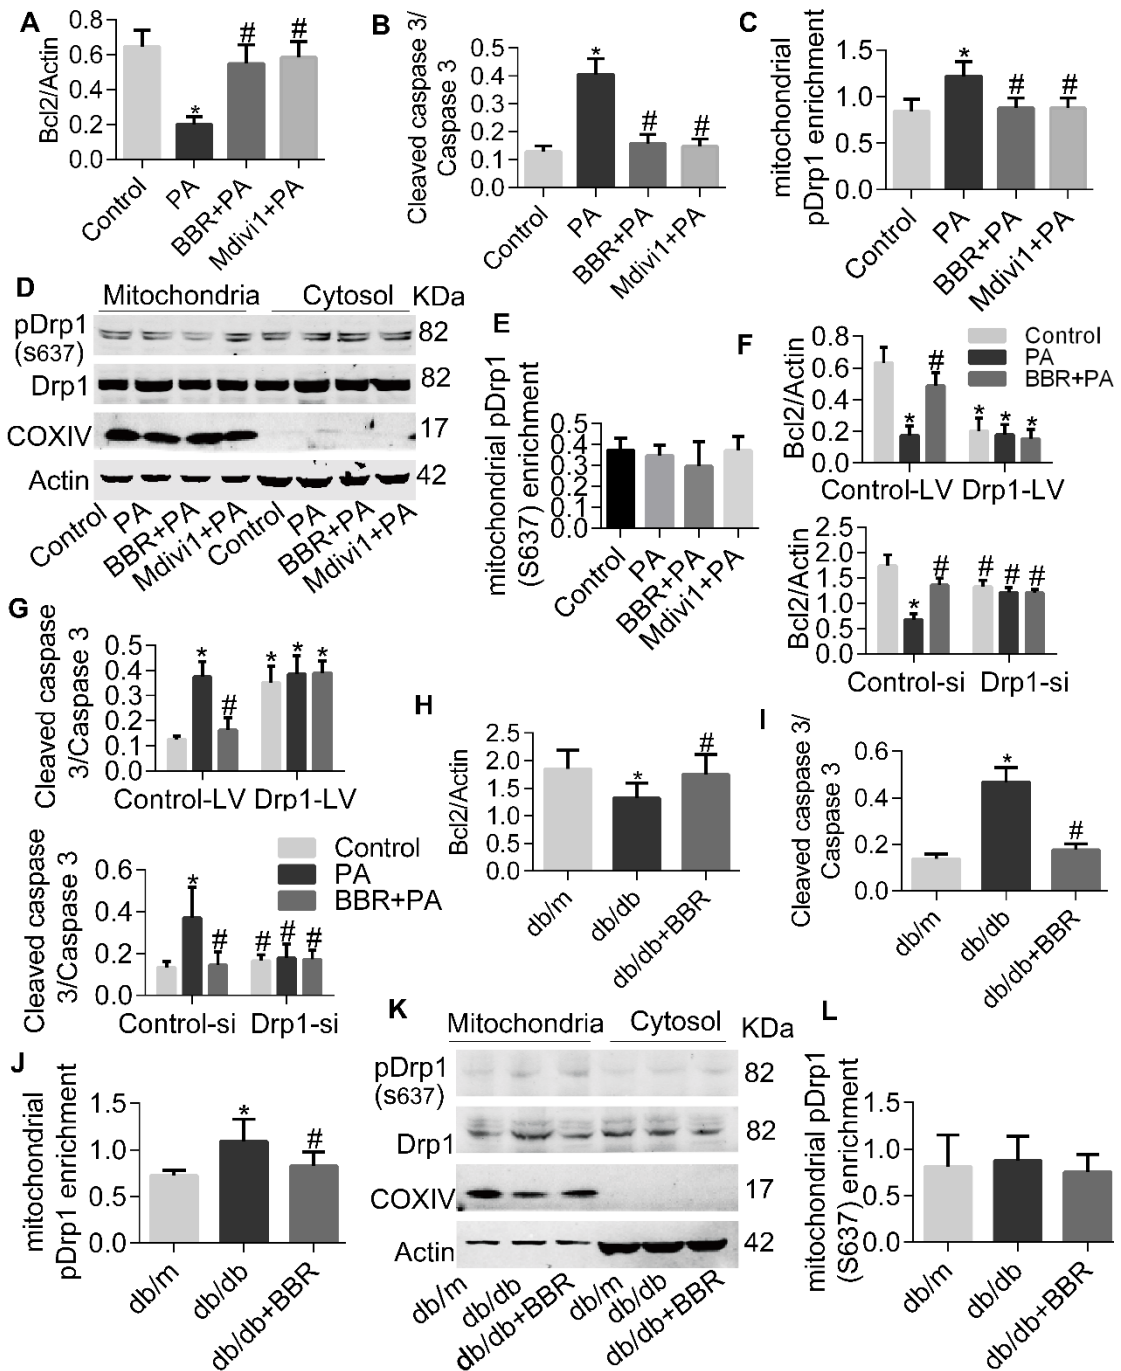 A
Bcl2/Actin
0.8
0.6
0.4
0.2
0.0
*
#
#
Control
PA
BBR+PA
Mdivi1+PA
B
Cleaved caspase 3/
Caspase 3
0.5
0.4
0.3
0.2
0.1
0.0
*
#
#
Control
PA
BBR+PA
Mdivi1+PA
C
mitochondrial
pDrp1 enrichment
1.5
1.0
0.5
0.0
*
#
#
Control
PA
BBR+PA
Mdivi1+PA
D
Mitochondria Cytosol KDa
pDrp1
(s637)
82
Drp1 82
COXIV 17
Actin 42
Control
PA
BBR+PA
Mdivi1+PA
Control
PA
BBR+PA
Mdivi1+PA
E
mitochondrial pDrp1
(S637) enrichment
0.5
0.4
0.3
0.2
0.1
0.0
Control
PA
BBR+PA
Mdivi1+PA
F
Control
PA
BBR+PA
Bcl2/Actin
0.8
0.6
0.4
0.2
0.0
*
#
*
*
*
Control-LV Drp1-LV
Bcl2/Actin
2.5
2.0
1.5
1.0
0.5
0.0
*
#
#
#
#
Control-si Drp1-si
G
Cleaved caspase
3/Caspase 3
0.5
0.4
0.3
0.2
0.1
0.0
*
#
*
*
*
Control-LV Drp1-LV
Control
PA
BBR+PA
Cleaved caspase
3/Caspase 3
0.6
0.4
0.2
0.0
*
#
#
#
#
Control-si Drp1-si
H
Bcl2/Actin
2.5
2.0
1.5
1.0
0.5
0.0
*
#
db/m
db/db
db/db+BBR
I
Cleaved caspase 3/
Caspase 3
0.6
0.4
0.2
0.0
*
#
db/m
db/db
db/db+BBR
J
mitochondrial
pDrp1 enrichment
1.5
1.0
0.5
0.0
*
#
db/m
db/db
db/db+BBR
K
Mitochondria Cytosol KDa
pDrp1
(s637)
82
Drp1 82
COXIV 17
Actin 42
db/m
db/db
db/db+BBR
db/m
db/db
db/db+BBR
L
mitochondrial pDrp1
(S637) enrichment
1.5
1.0
0.5
0.0
db/m
db/db
db/db+BBR